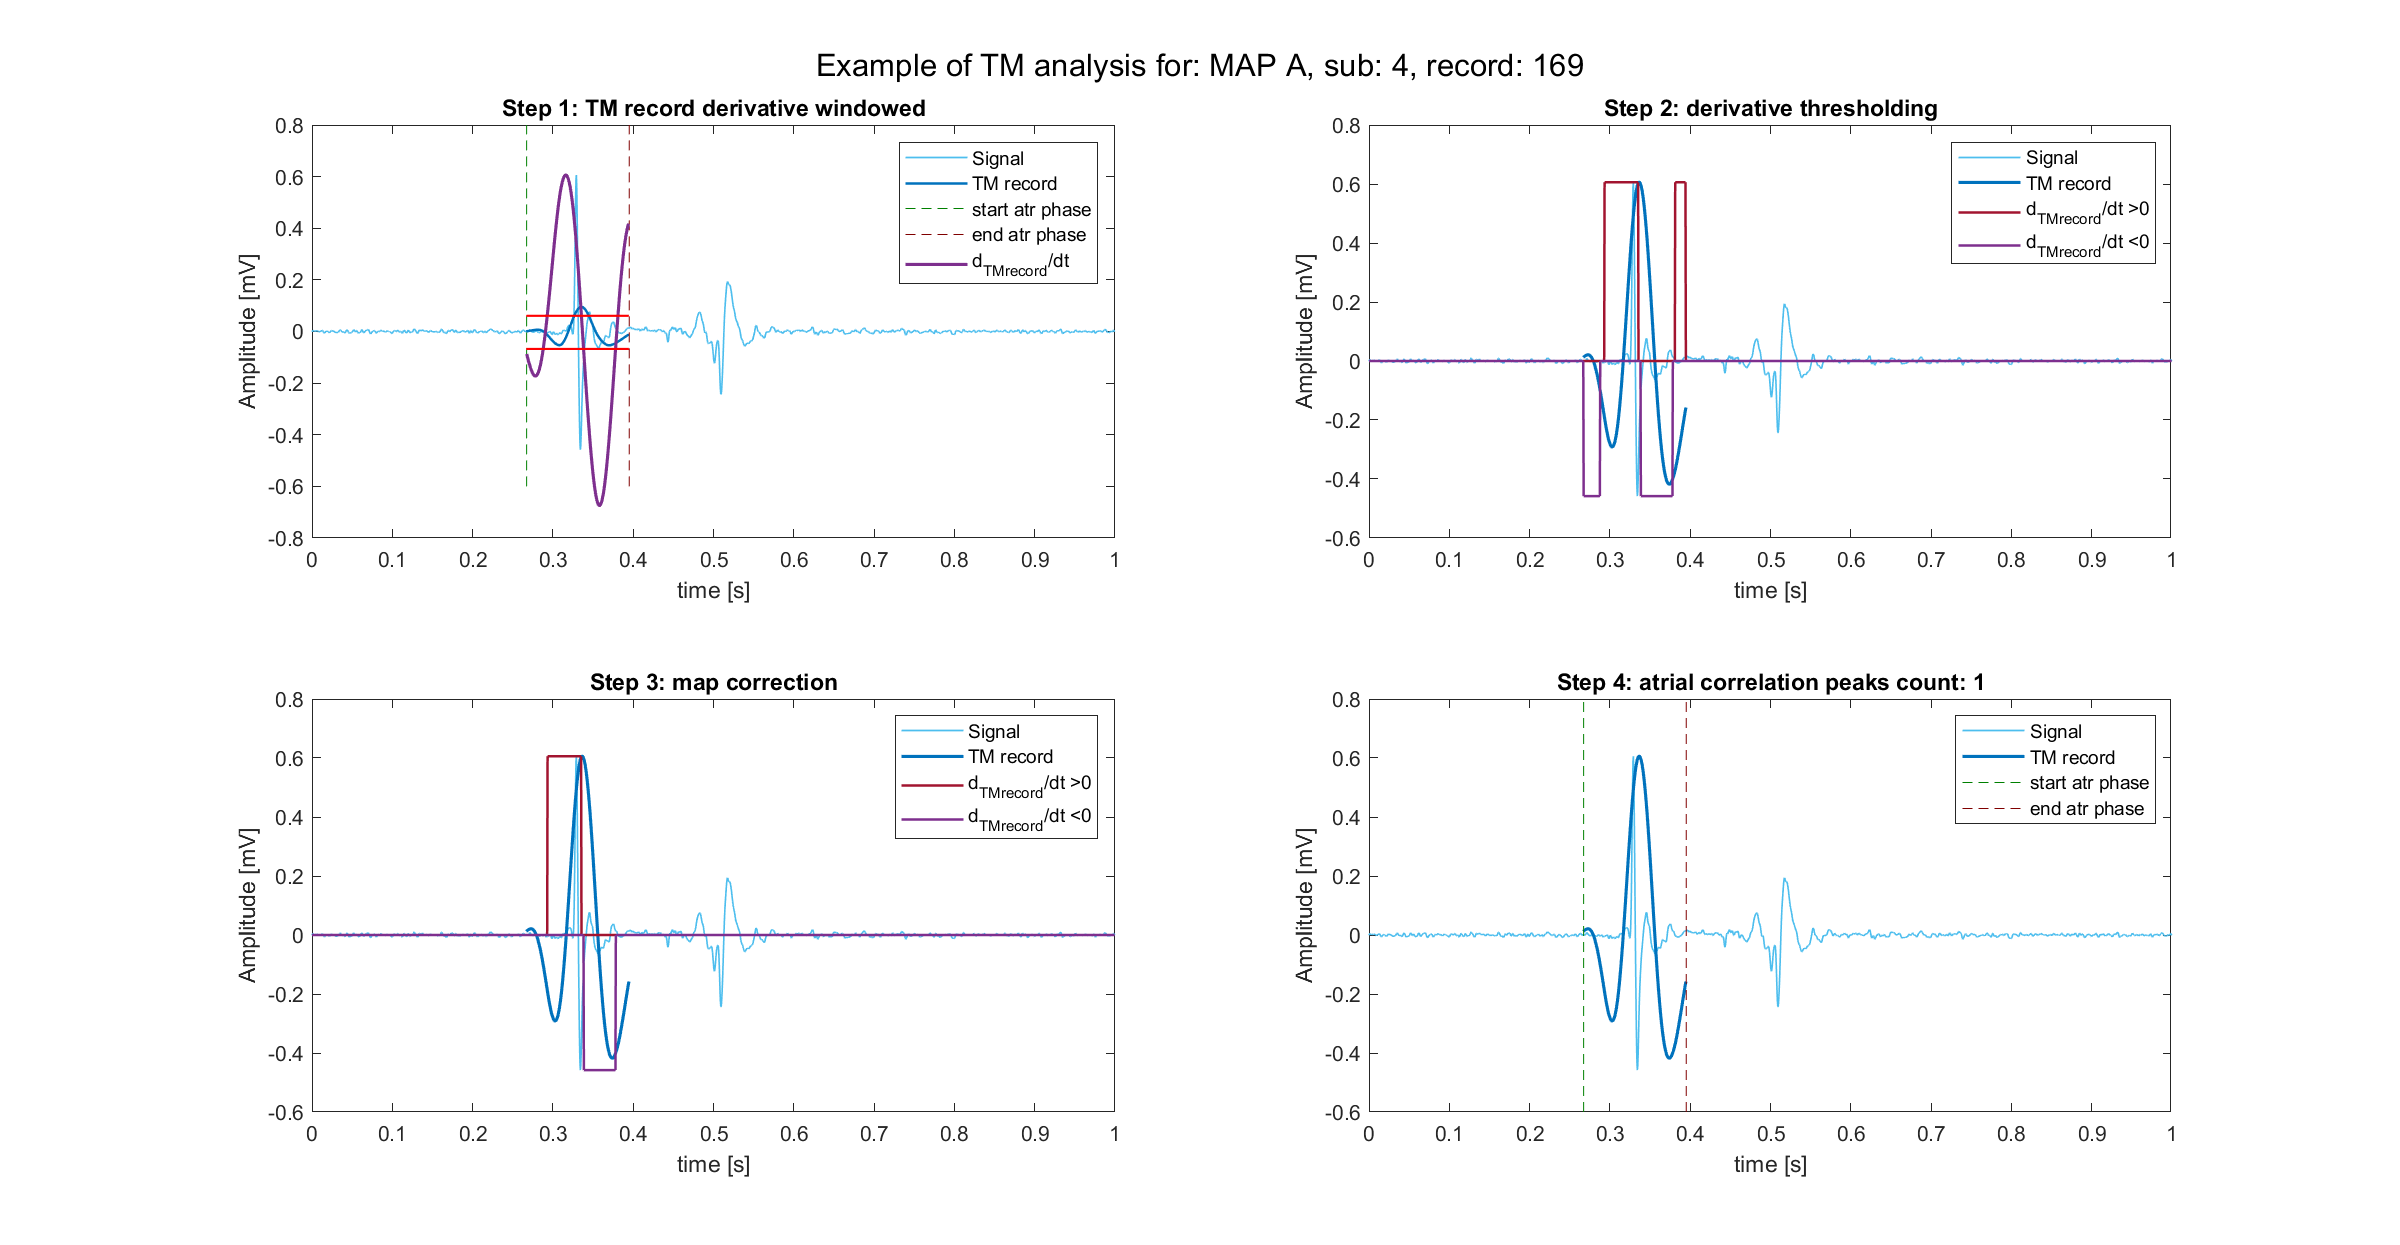 Example of TM analysis for: MAP A, sub: 4, record: 169
Step 1: TM record derivative windowed
0.8
0.6
0.4
0.2
0
-0.2
-0.4
-0.6
-0.8
Amplitude [mV]
0 0.1 0.2 0.3 0.4 0.5 0.6 0.7 0.8 0.9 1
time [s]
Signal
TM record
start atr phase
end atr phase
dTMrecord/dt
Step 2: derivative thresholding
0.8
0.6
0.4
0.2
0
-0.2
-0.4
-0.6
Amplitude [mV]
0 0.1 0.2 0.3 0.4 0.5 0.6 0.7 0.8 0.9 1
time [s]
Signal
TM record
dTMrecord/dt >0
dTMrecord/dt <0
Step 3: map correction
0.8
0.6
0.4
0.2
0
-0.2
-0.4
-0.6
Amplitude [mV]
0 0.1 0.2 0.3 0.4 0.5 0.6 0.7 0.8 0.9 1
time [s]
Signal
TM record
dTMrecord/dt >0
dTMrecord/dt <0
Step 4: atrial correlation peaks count: 1
0.8
0.6
0.4
0.2
0
-0.2
-0.4
-0.6
Amplitude [mV]
0 0.1 0.2 0.3 0.4 0.5 0.6 0.7 0.8 0.9 1
time [s]
Signal
TM record
start atr phase
end atr phase